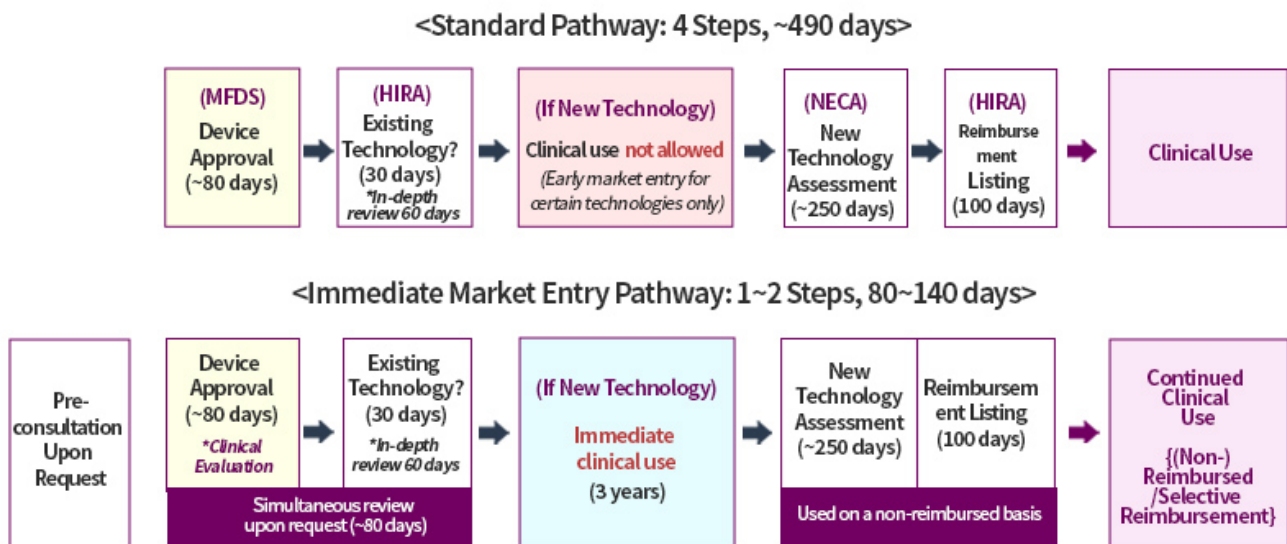 <Standard Pathway: 4 Steps, ~490 days>
(MFDS)
Device
Approval
(~80 days)
(HIRA)
Existing
Technology?
(30 days)
*In-depth
review 60 days
(If New Technology)
Clinical use not allowed
(Early market entry for
certain technologies only)
(NECA)
New
Technology
Assessment
(~250 days)
(HIRA)
Reimburse
ment
Listing
(100 days)
Clinical Use
<Immediate Market Entry Pathway: 1~2 Steps, 80~140 days>
Pre-
consultation
Upon
Request
Device
Approval
(~80 days)
*Clinical
Evaluation
Existing
Technology?
(30 days)
*In-depth
review 60 days
Simultaneous review
upon request (~80 days)
(If New Technology)
Immediate
clinical use
(3 years)
New
Technology
Assessment
(~250 days)
Reimbursem
ent Listing
(100 days)
Used on a non-reimbursed basis
Continued
Clinical
Use
{(Non-)
Reimbursed
/Selective
Reimbursement}